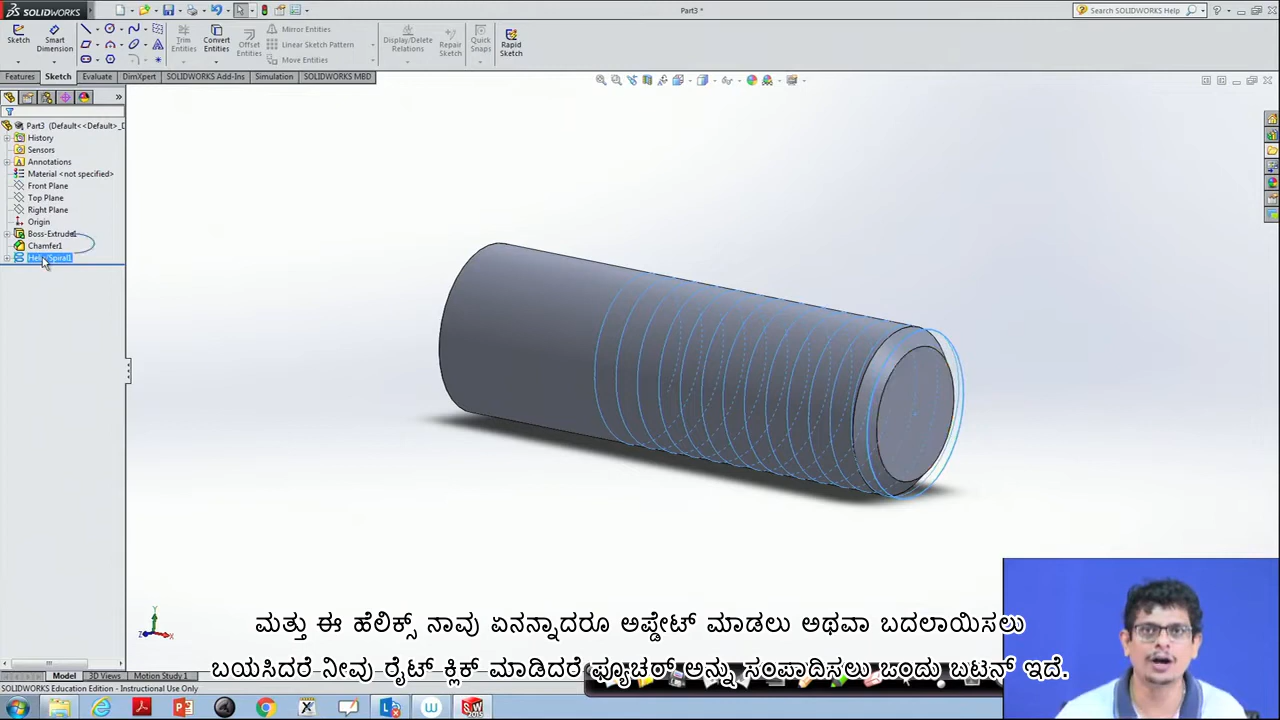 SOLIDWORKS
Part3 *
Search SOLIDWORKS Help
Sketch
Smart Dimension
Trim Entities
Convert Entities
Offset Entities
Mirror Entities
Linear Sketch Pattern
Move Entities
Display/Delete Relations
Repair Sketch
Quick Snaps
Rapid Sketch
Features
Sketch
Evaluate
DimXpert
SOLIDWORKS Add-Ins
Simulation
SOLIDWORKS MBD
Part3 (Default<<Default>_D
History
Sensors
Annotations
Material <not specified>
Front Plane
Top Plane
Right Plane
Origin
Boss-Extrude1
Chamfer1
Helix/Spiral1
Y
X
Z
ಮತ್ತು ಈ ಹೆಲಿಕ್ಸ್ ನಾವು ಏನನ್ನಾದರೂ ಅಪ್ಡೇಟ್ ಮಾಡಲು ಅಥವಾ ಬದಲಾಯಿಸಲು
ಬಯಸಿದರೆ ನೀವು ರೈಟ್ ಕ್ಲಿಕ್ ಮಾಡಿದರೆ ಫ್ಯೂಚರ್ ಅನ್ನು ಸಂಪಾದಿಸಲು ಒಂದು ಬಟನ್ ಇದೆ.
Model
3D Views
Motion Study 1
SOLIDWORKS Education Edition - Instructional Use Only